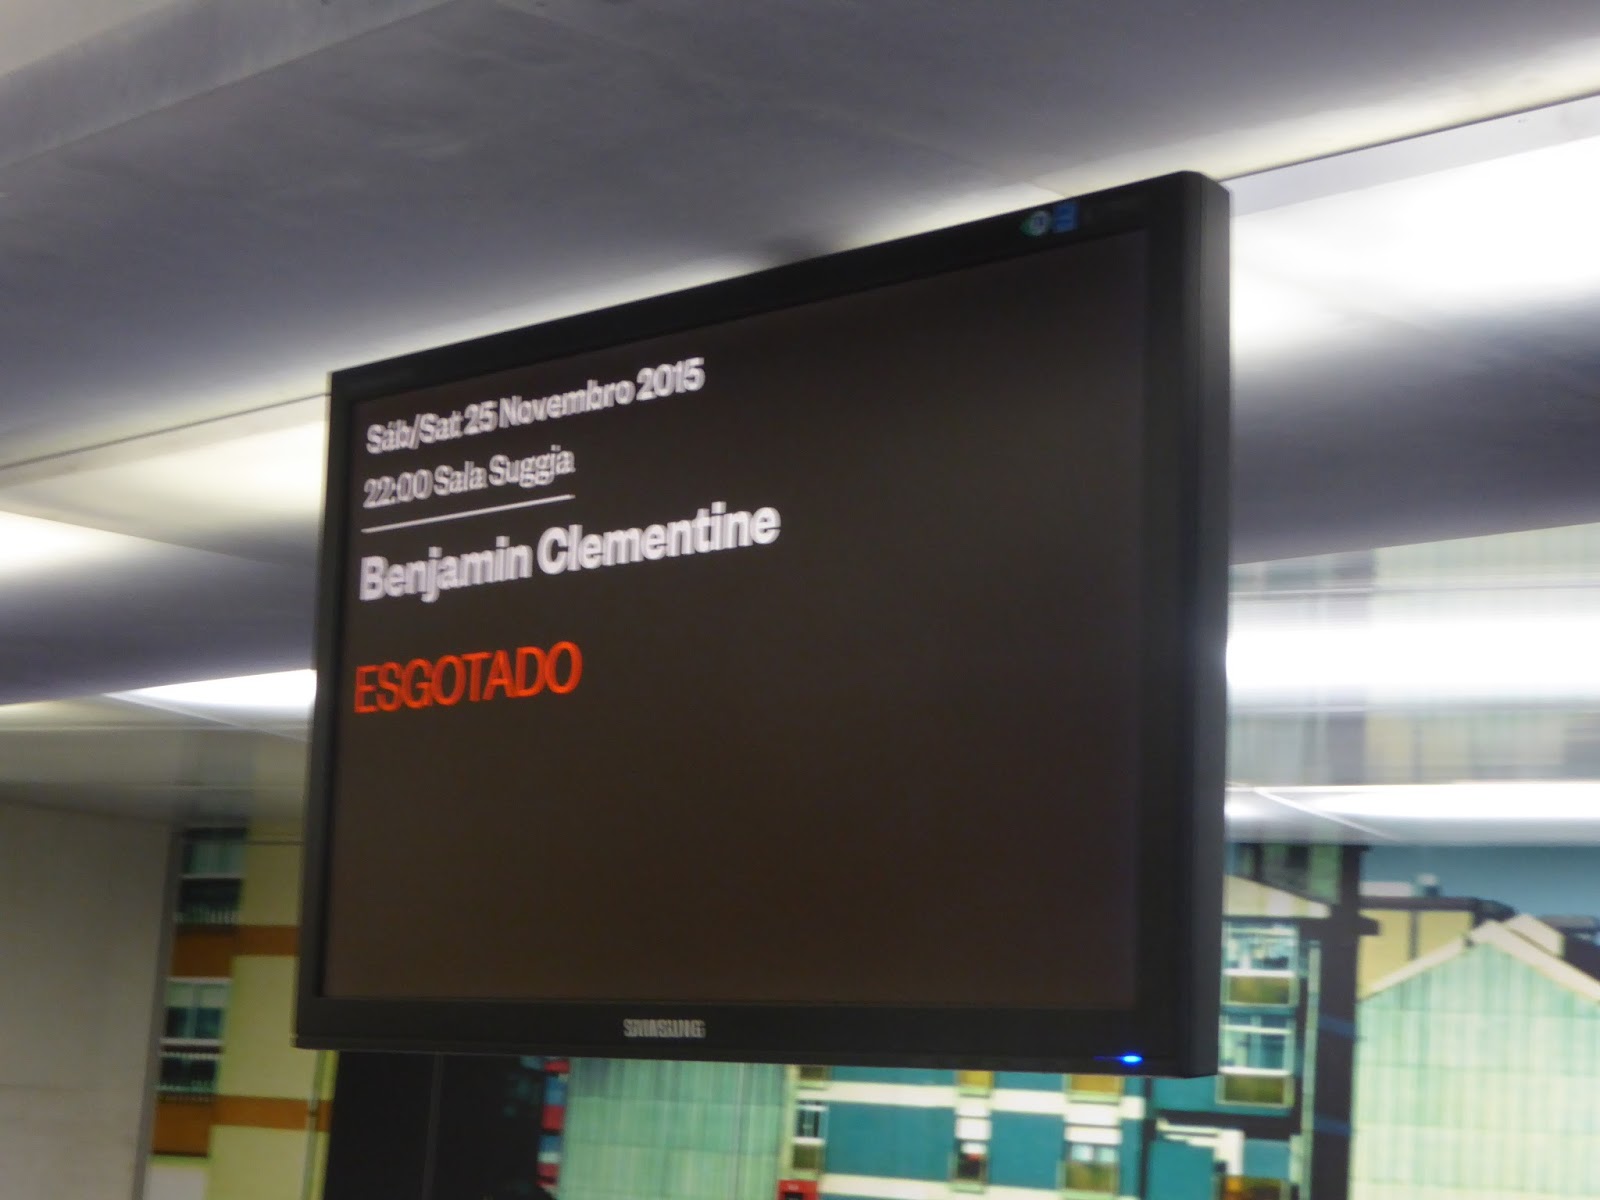 Sáb/Sat 25 Novembro 2015
22:00 Sala Suggia
Benjamin Clementine
ESGOTADO
SAMSUNG